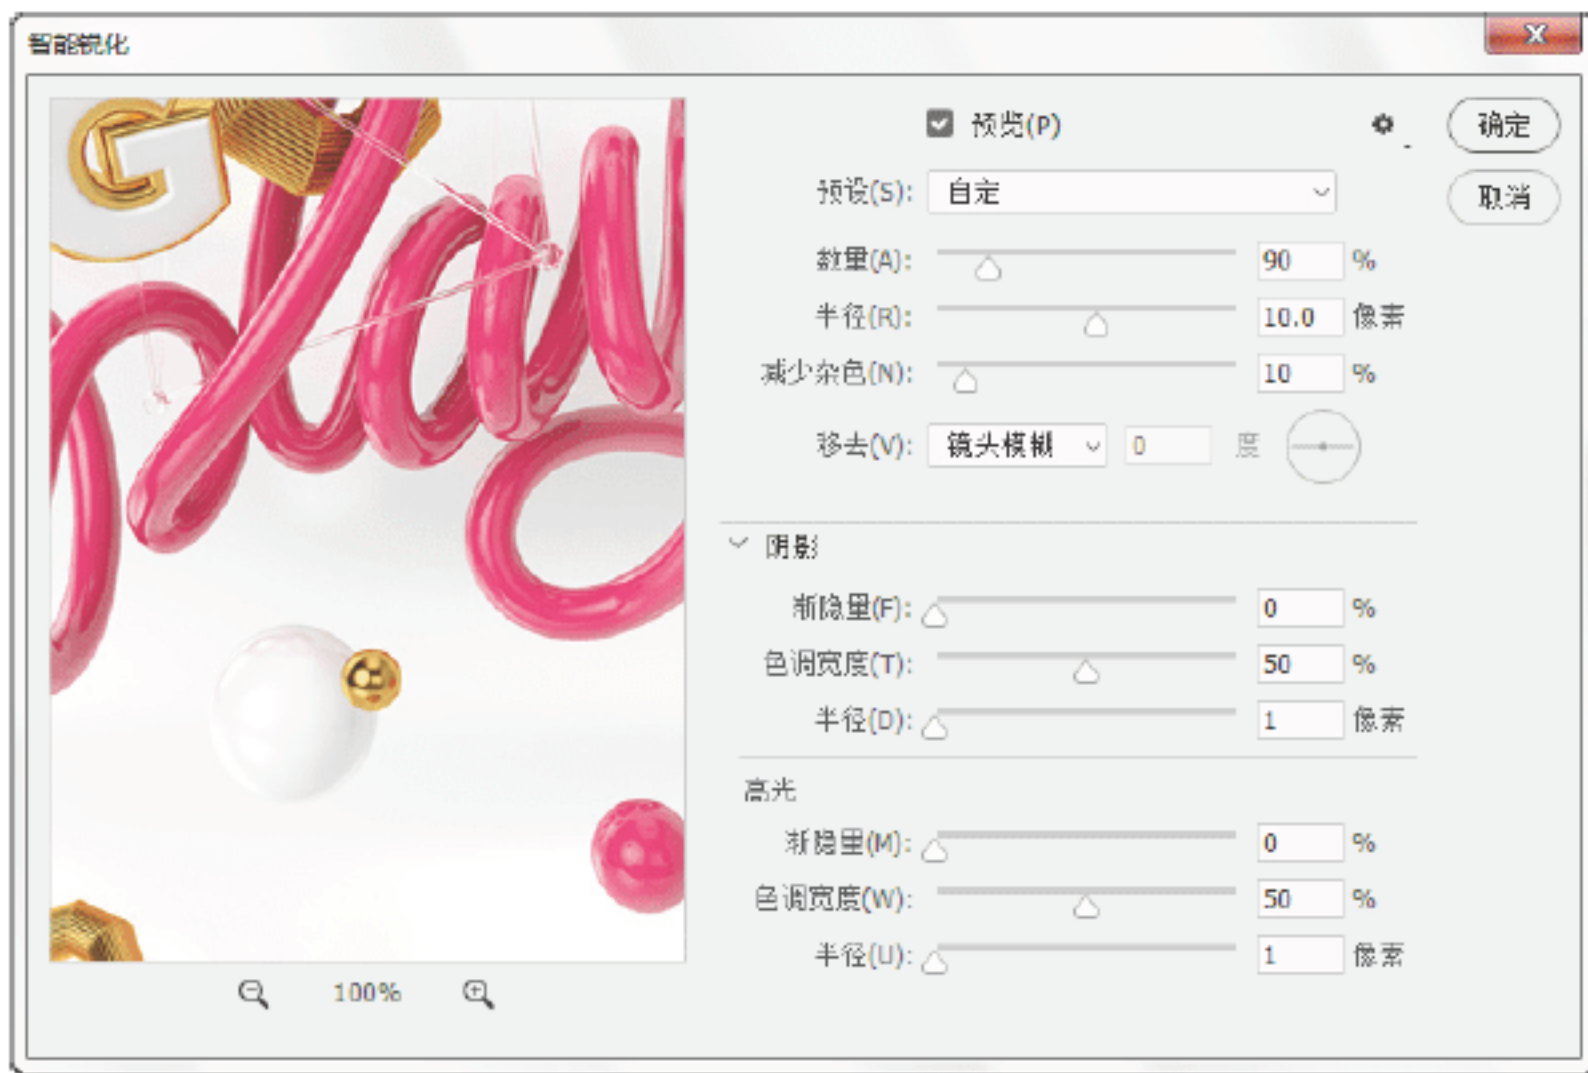 智能锐化
G
预览(P)
确定
预设(S): 自定
取消
数量(A): 90 %
半径(R): 10.0 像素
减少杂色(N): 10 %
移去(V): 镜头模糊 0 度
阴影
渐隐量(F): 0 %
色调宽度(T): 50 %
半径(D): 1 像素
高光
渐隐量(M): 0 %
色调宽度(W): 50 %
半径(U): 1 像素
100%